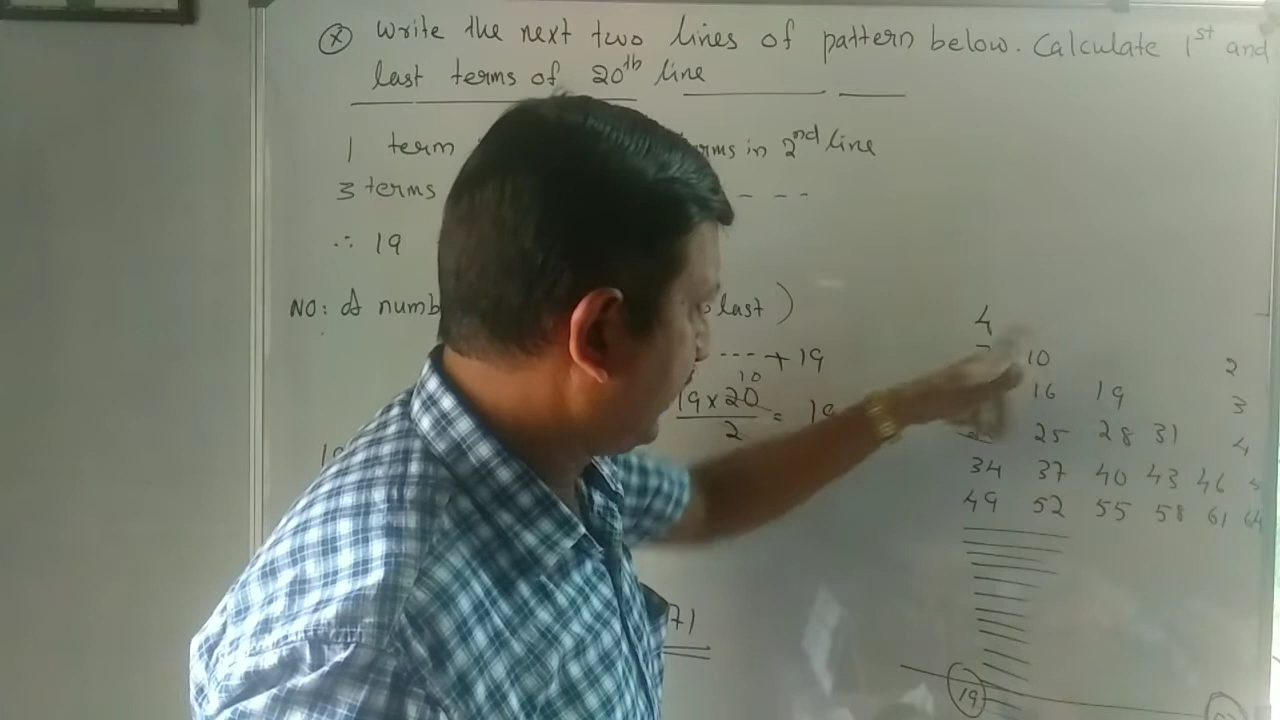 (x) Write the next two lines of pattern below. Calculate 1st and
last terms of 20th line
1 term in 2nd line
3 terms - - -
∴ 19
NO: of numb last )
--- + 19
10
19 x 20
2 =
71
4
10 2
16 19 3
25 28 31 4
34 37 40 43 46 5
49 52 55 58 61 64
19